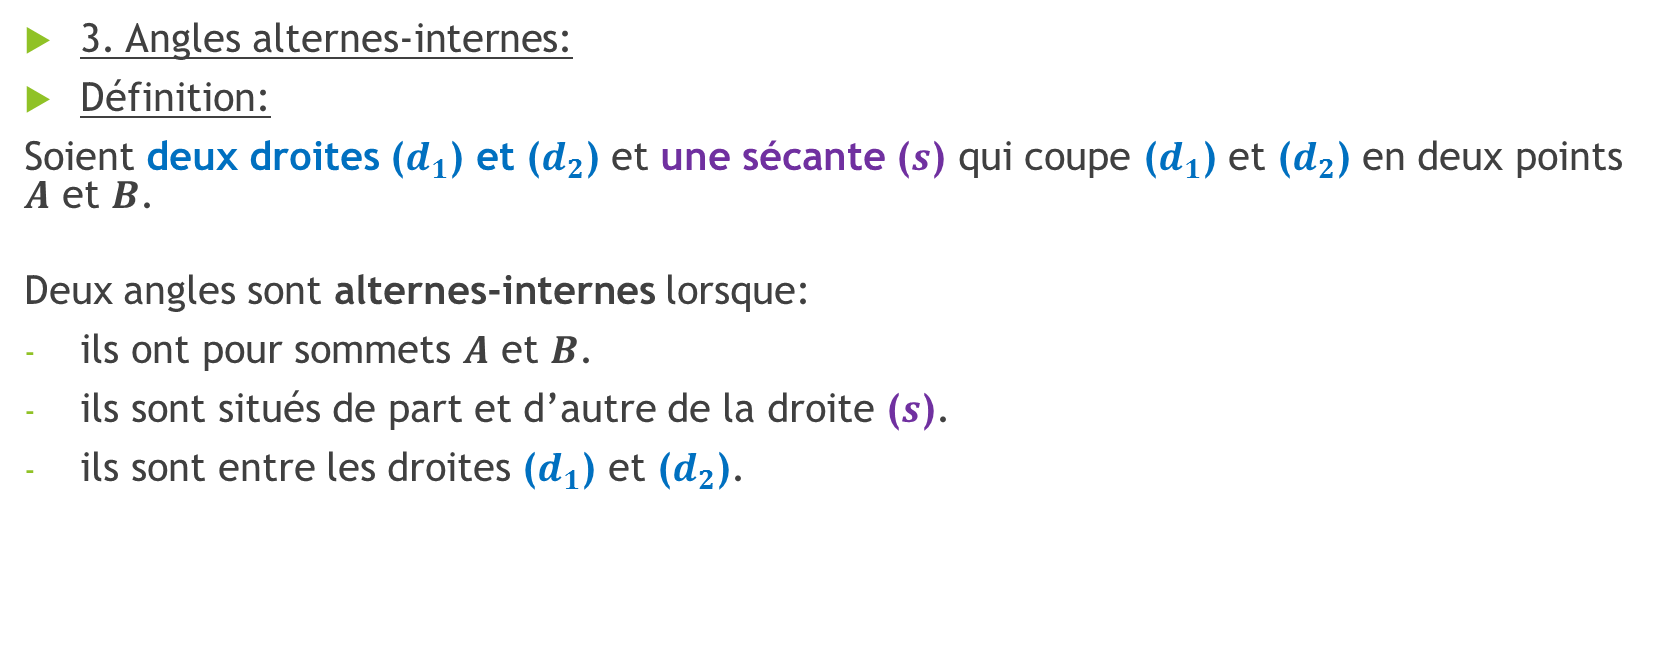 3. Angles alternes-internes:
Définition:
Soient deux droites (d₁) et (d₂) et une sécante (s) qui coupe (d₁) et (d₂) en deux points
A et B.
Deux angles sont alternes-internes lorsque:
- ils ont pour sommets A et B.
- ils sont situés de part et d’autre de la droite (s).
- ils sont entre les droites (d₁) et (d₂).